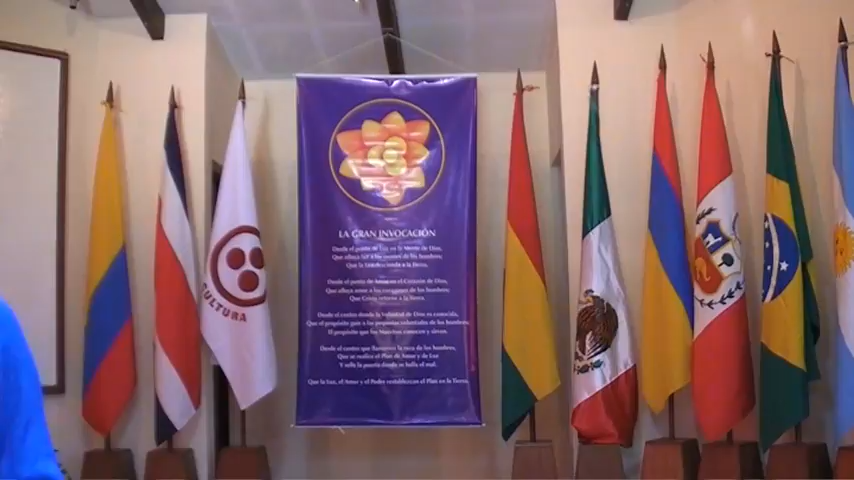 LA GRAN INVOCACIÓN
Desde el punto de Luz en la Mente de Dios,
Que afluya luz a las mentes de los hombres;
Que la Luz descienda a la Tierra.
Desde el punto de Amor en el Corazón de Dios,
Que afluya amor a los corazones de los hombres;
Que Cristo retorne a la Tierra.
Desde el centro donde la Voluntad de Dios es conocida,
Que el propósito guíe a las pequeñas voluntades de los hombres;
El propósito que los Maestros conocen y sirven.
Desde el centro que llamamos la raza de los hombres,
Que se realice el Plan de Amor y de Luz
Y selle la puerta donde se halla el mal.
Que la Luz, el Amor y el Poder restablezcan el Plan en la Tierra.
CULTURA